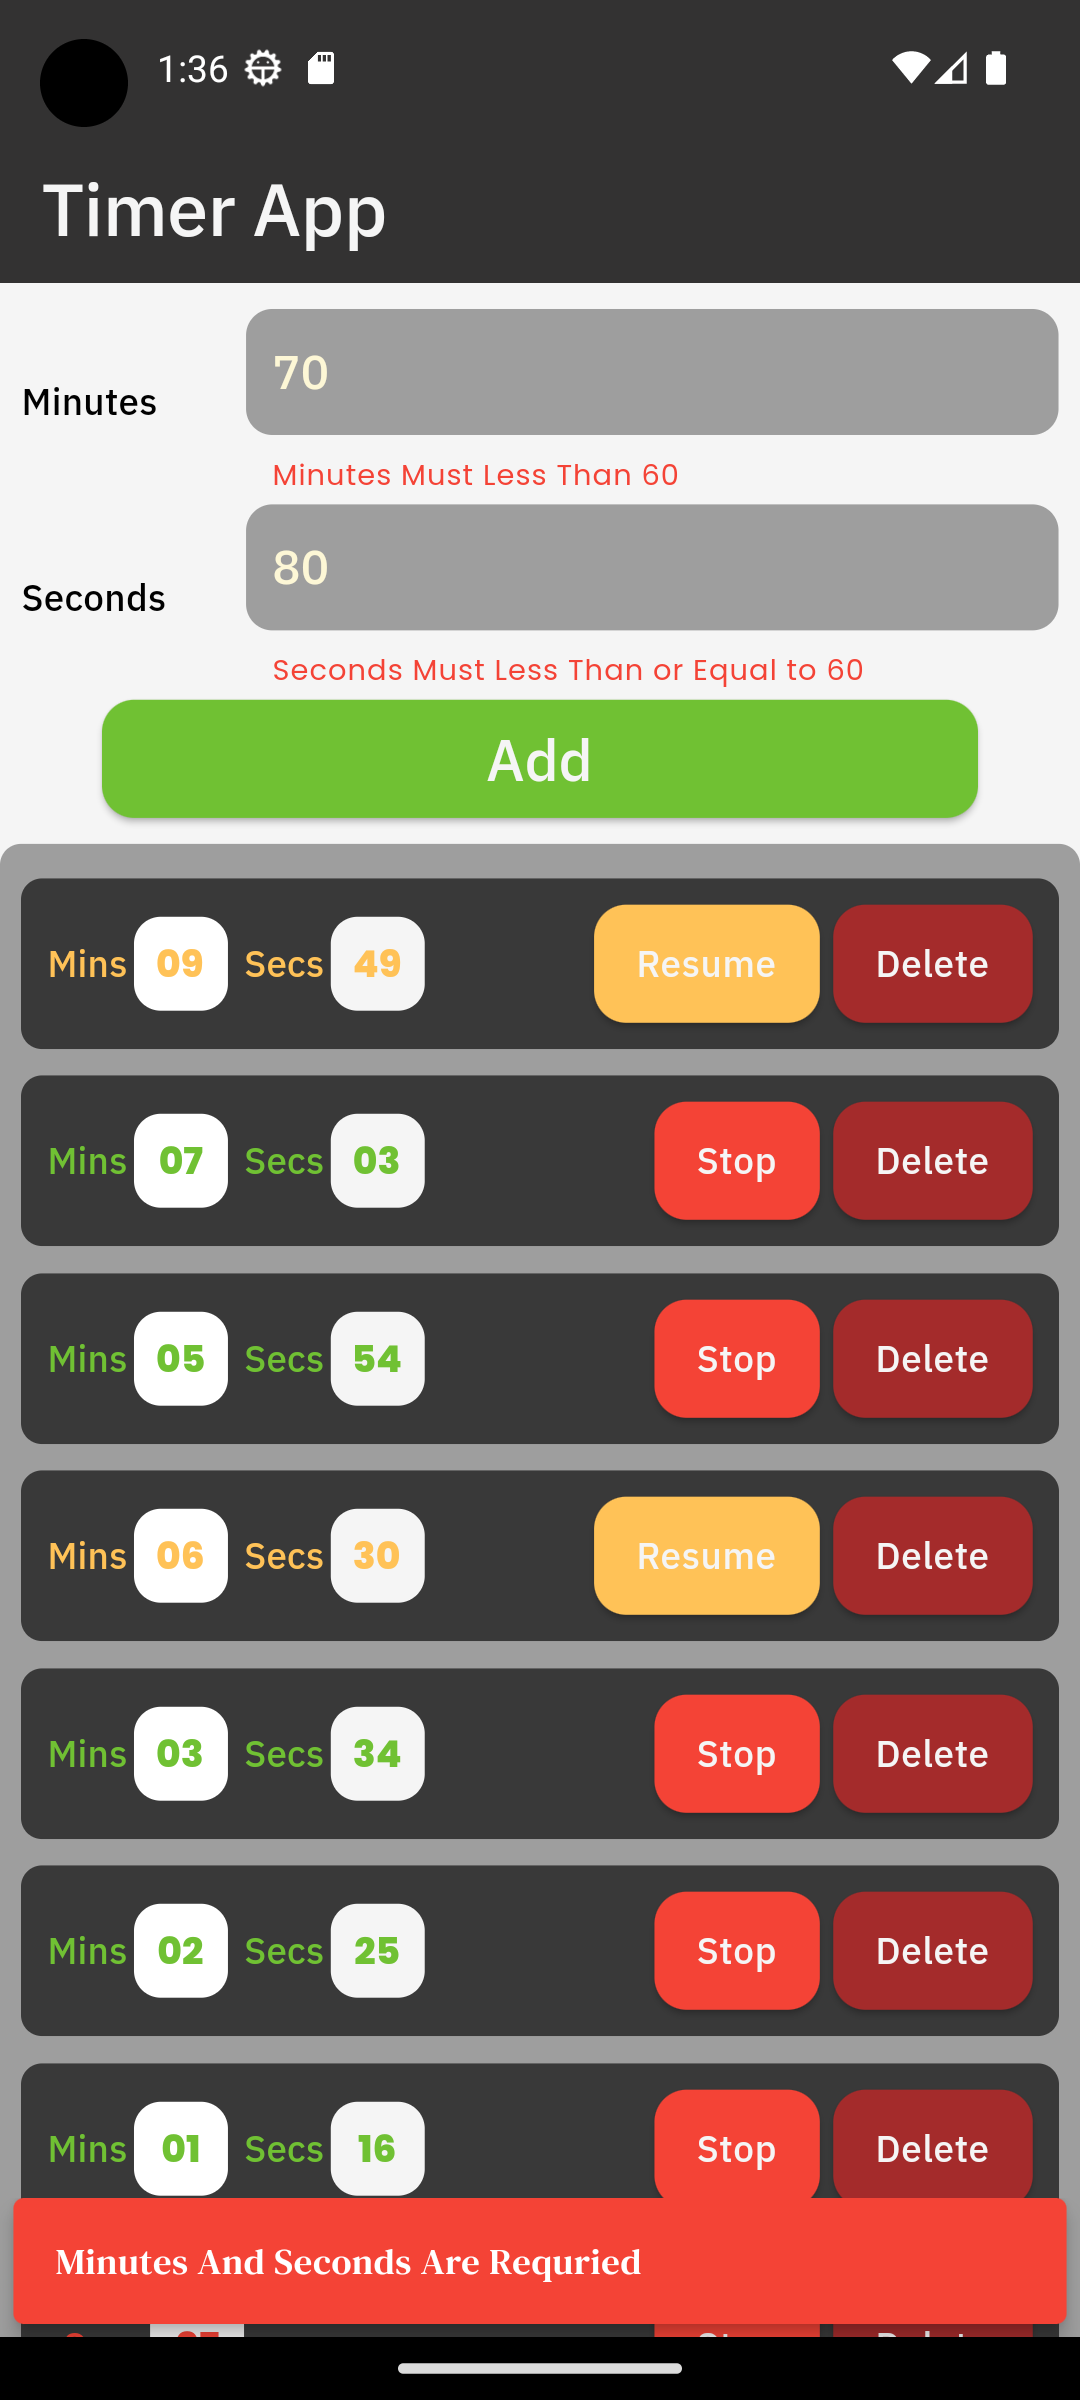 1:36
Timer App
Minutes
70
Minutes Must Less Than 60
Seconds
80
Seconds Must Less Than or Equal to 60
Add
Mins 09 Secs 49 Resume Delete
Mins 07 Secs 03 Stop Delete
Mins 05 Secs 54 Stop Delete
Mins 06 Secs 30 Resume Delete
Mins 03 Secs 34 Stop Delete
Mins 02 Secs 25 Stop Delete
Mins 01 Secs 16 Stop Delete
Minutes And Seconds Are Requried